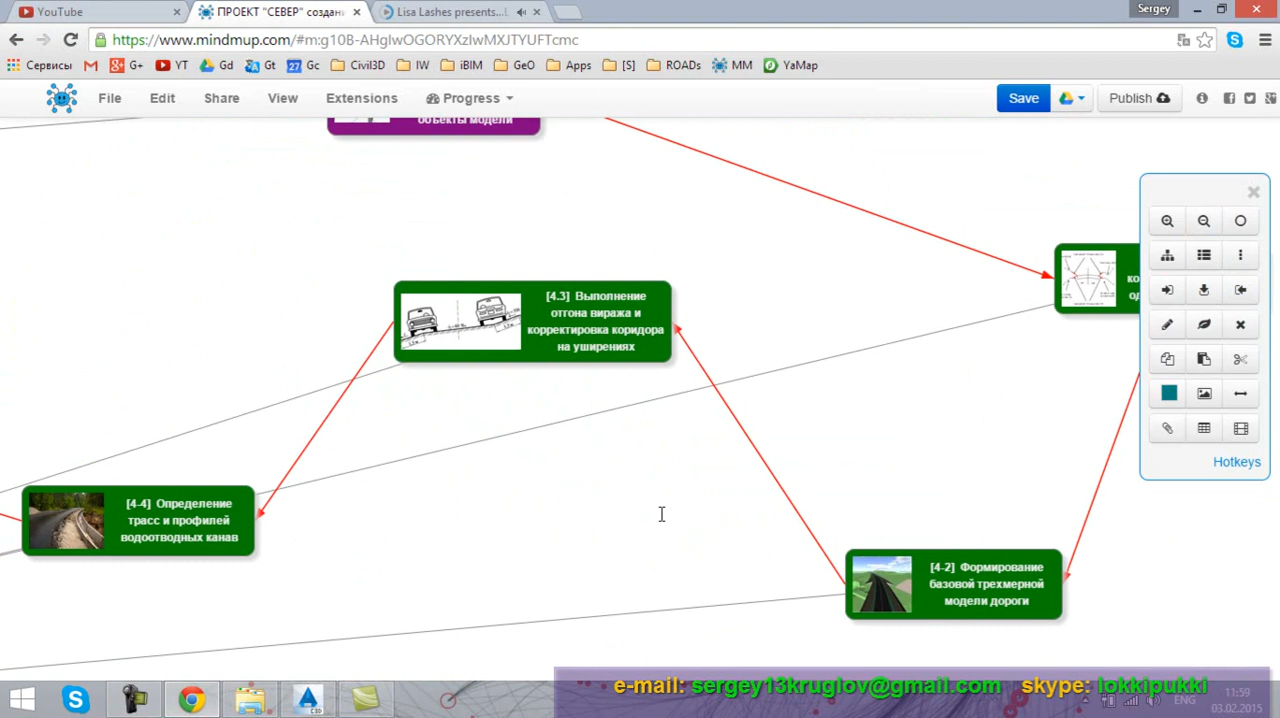 YouTube
ПРОЕКТ "СЕВЕР" создани
Lisa Lashes presents...
Sergey
https://www.mindmup.com/#m:g10B-AHgIwOGORYXzIwMXJTYUFTcmc
Сервисы G+ YT Gd Gt Gc Civil3D IW iBIM GeO Apps [S] ROADs MM YaMap
File Edit Share View Extensions Progress Save Publish
объекты модели
[4.3] Выполнение
отгона виража и
корректировка коридора
на уширениях
[4-4] Определение
трасс и профилей
водоотводных канав
[4-2] Формирование
базовой трехмерной
модели дороги
Hotkeys
e-mail: sergey13kruglov@gmail.com skype: lokkipukki
ENG
11:59
03.02.2015